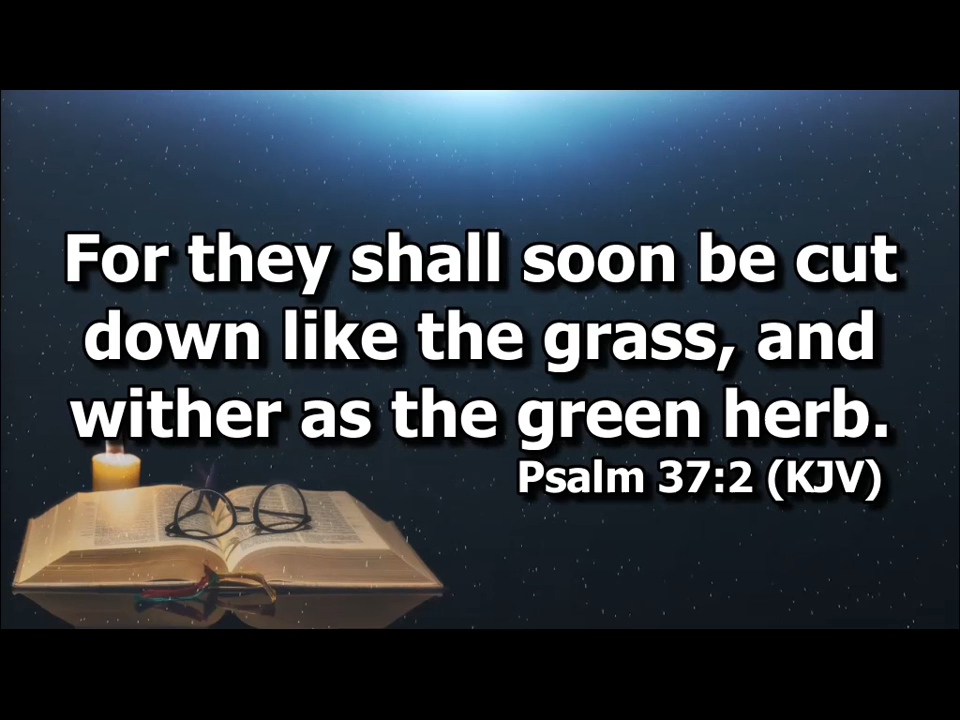 For they shall soon be cut
down like the grass, and
wither as the green herb.
Psalm 37:2 (KJV)